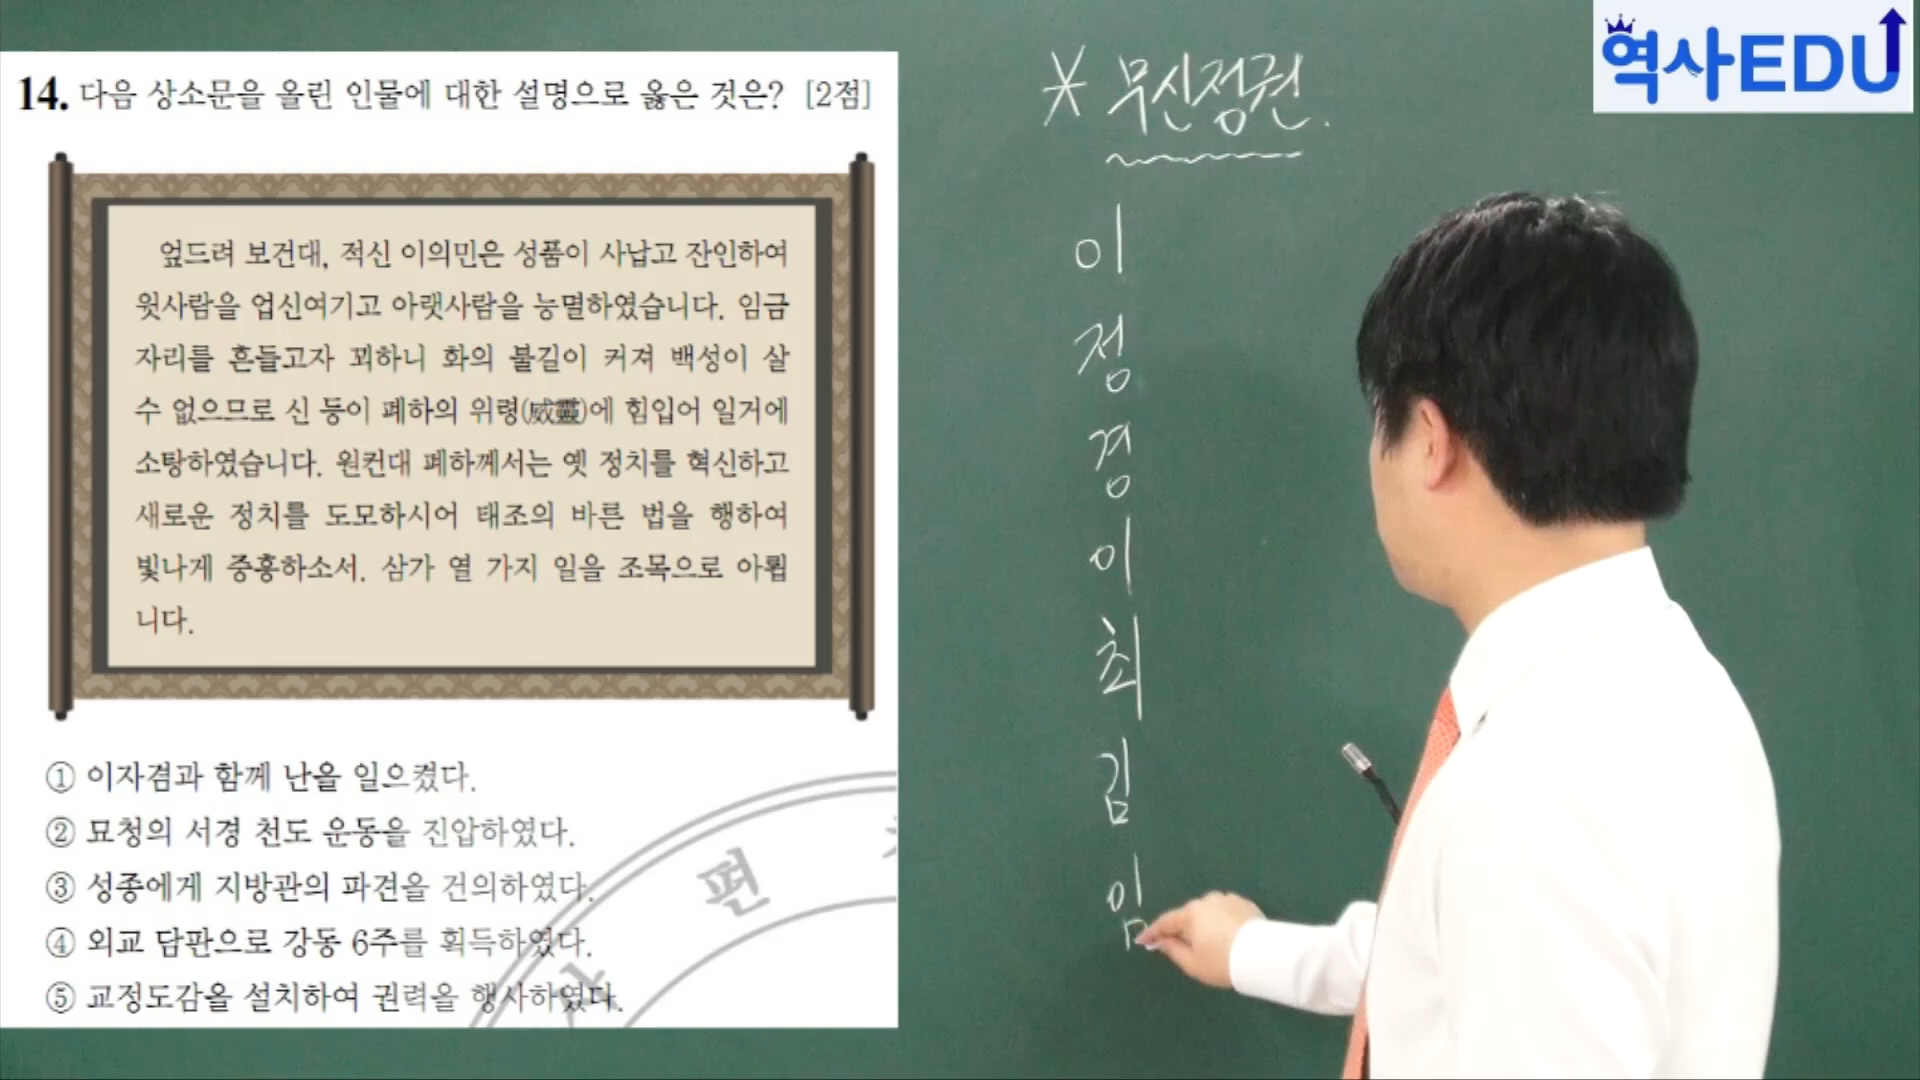 14. 다음 상소문을 올린 인물에 대한 설명으로 옳은 것은? [2점]
엎드려 보건대, 적신 이의민은 성품이 사납고 잔인하여
윗사람을 업신여기고 아랫사람을 능멸하였습니다. 임금
자리를 흔들고자 꾀하니 화의 불길이 커져 백성이 살
수 없으므로 신 등이 폐하의 위령(威靈)에 힘입어 일거에
소탕하였습니다. 원컨대 폐하께서는 옛 정치를 혁신하고
새로운 정치를 도모하시어 태조의 바른 법을 행하여
빛나게 중흥하소서. 삼가 열 가지 일을 조목으로 아룁
니다.
① 이자겸과 함께 난을 일으켰다.
② 묘청의 서경 천도 운동을 진압하였다.
③ 성종에게 지방관의 파견을 건의하였다.
④ 외교 담판으로 강동 6주를 획득하였다.
⑤ 교정도감을 설치하여 권력을 행사하였다.
편
사
* 무신정권.
이
정
경
이
최
김
임
역사EDU